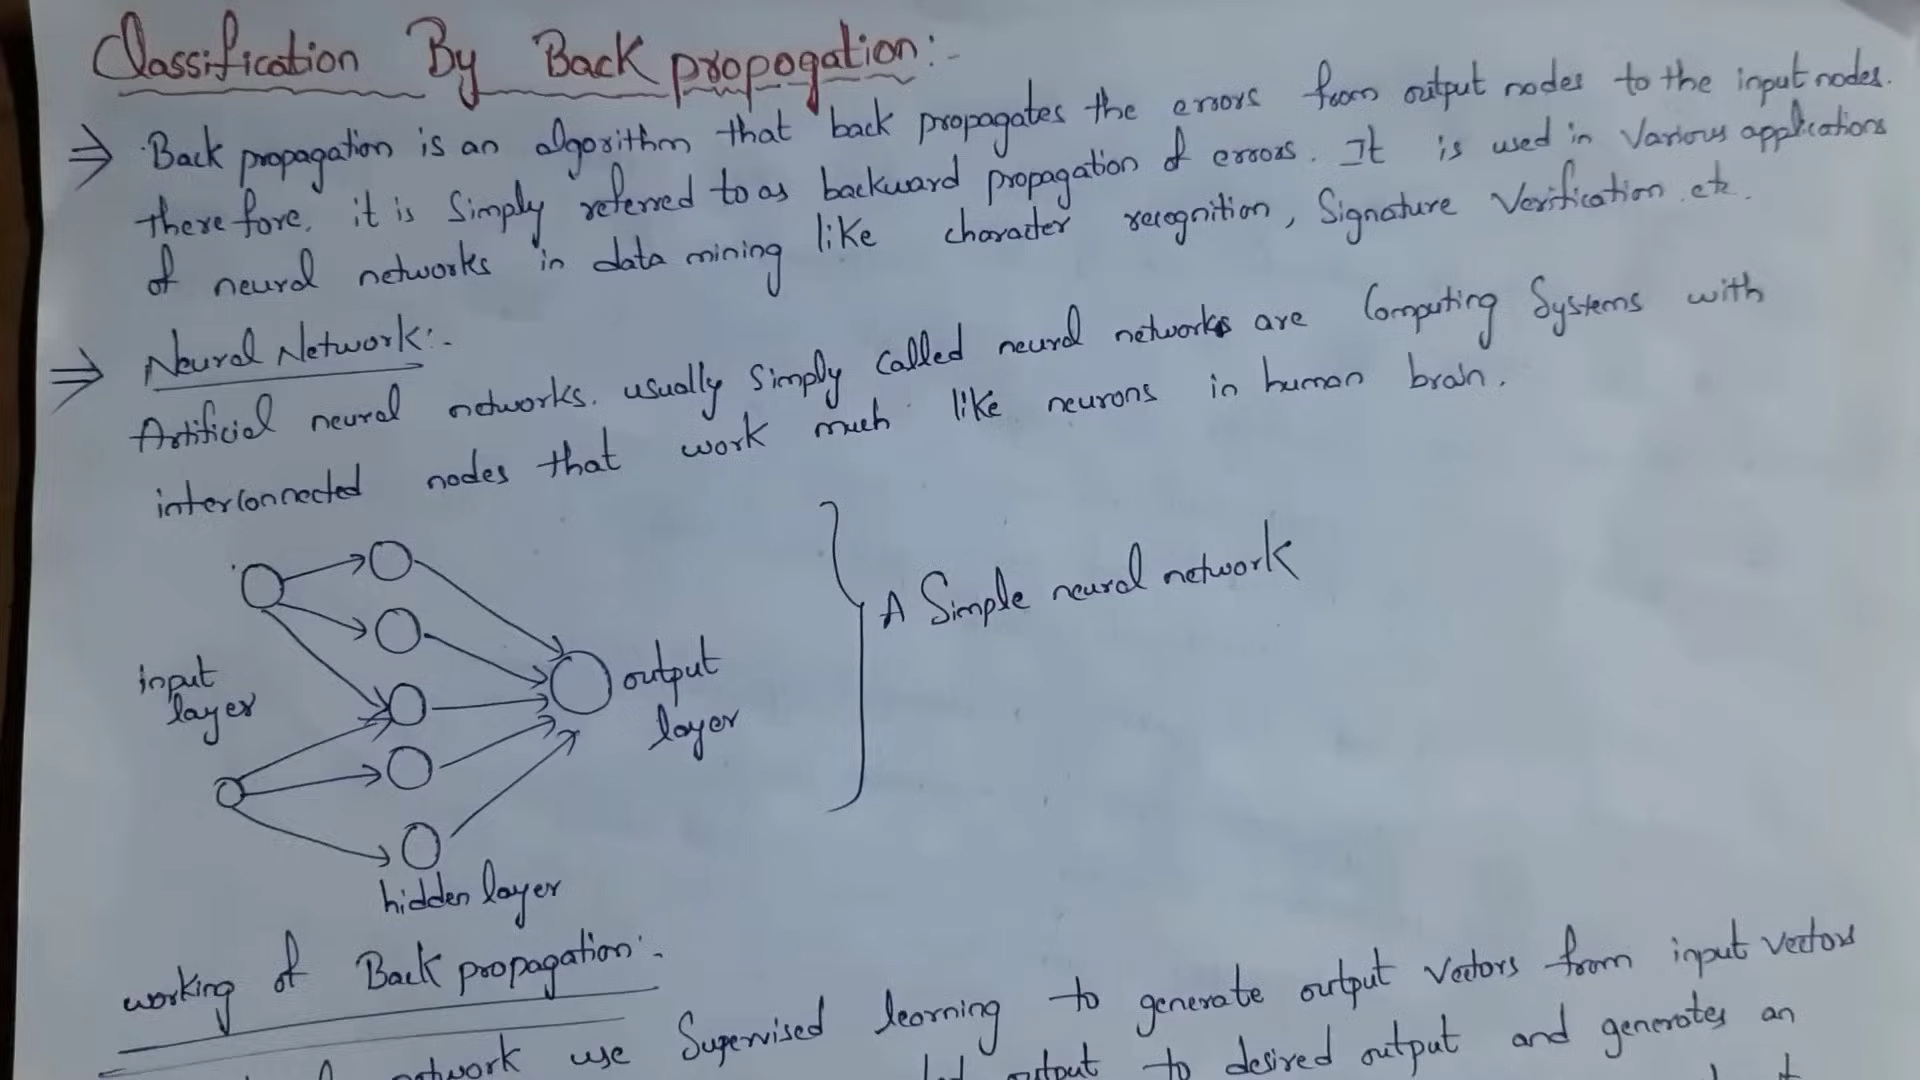 Classification By Back propogation:-
⇒ Back propagation is an algorithm that back propagates the errors from output nodes to the input nodes.
therefore, it is simply referred to as backward propagation of errors. It is used in various applications
of neural networks in data mining like character recognition, Signature Verification etc.
⇒ Neural Network:-
Artificial neural networks, usually simply called neural networks are Computing Systems with
interconnected nodes that work much like neurons in human brain.
A Simple neural network
input
layer
output
layer
hidden layer
working of Back propagation:-
network use Supervised learning to generate output vectors from input vectors
output to desired output and generates an